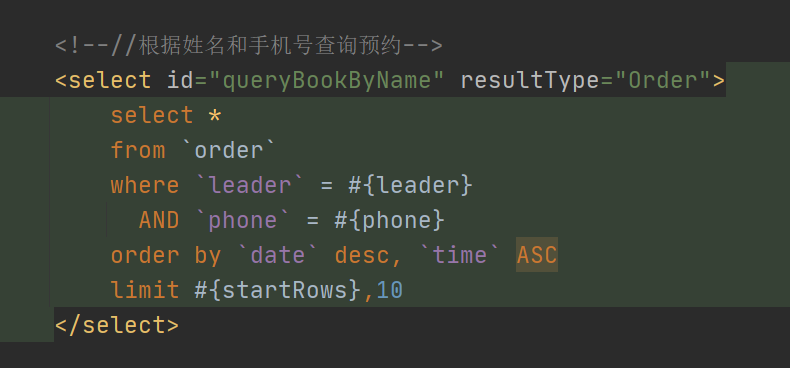 <!--//根据姓名和手机号查询预约-->
<select id="queryBookByName" resultType="Order">
select *
from `order`
where `leader` = #{leader}
AND `phone` = #{phone}
order by `date` desc, `time` ASC
limit #{startRows},10
</select>